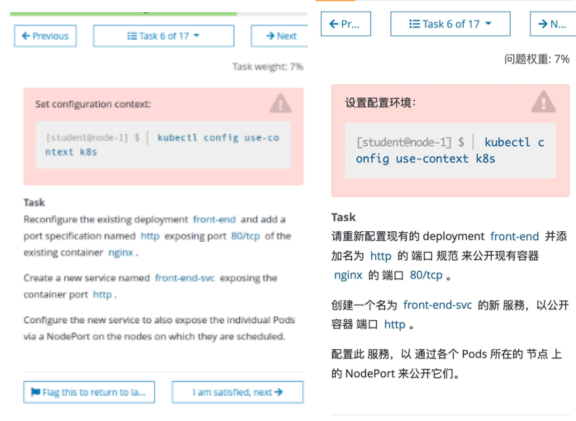 ← Previous
Task 6 of 17
→ Next
Task weight: 7%
Set configuration context:
[student@node-1] $ | kubectl config use-co
ntext k8s
Task
Reconfigure the existing deployment front-end and add a
port specification named http exposing port 80/tcp of the
existing container nginx .
Create a new service named front-end-svc exposing the
container port http .
Configure the new service to also expose the individual Pods
via a NodePort on the nodes on which they are scheduled.
Flag this to return to la...
I am satisfied, next →
← Pr...
Task 6 of 17
→ N...
问题权重: 7%
设置配置环境:
[student@node-1] $ | kubectl c
onfig use-context k8s
Task
请重新配置现有的 deployment front-end 并添
加名为 http 的 端口 规范 来公开现有容器
nginx 的 端口 80/tcp 。
创建一个名为 front-end-svc 的新 服務，以公开
容器 端口 http 。
配置此 服務，以 通过各个 Pods 所在的 节点 上
的 NodePort 来公开它们。